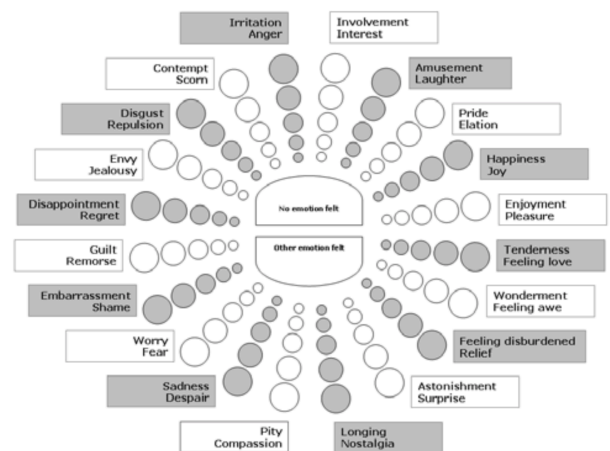 Irritation
Anger
Involvement
Interest
Contempt
Scorn
Amusement
Laughter
Disgust
Repulsion
Pride
Elation
Envy
Jealousy
Happiness
Joy
Disappointment
Regret
No emotion felt
Enjoyment
Pleasure
Guilt
Remorse
Other emotion felt
Tenderness
Feeling love
Embarrassment
Shame
Wonderment
Feeling awe
Worry
Fear
Feeling disburdened
Relief
Sadness
Despair
Astonishment
Surprise
Pity
Compassion
Longing
Nostalgia